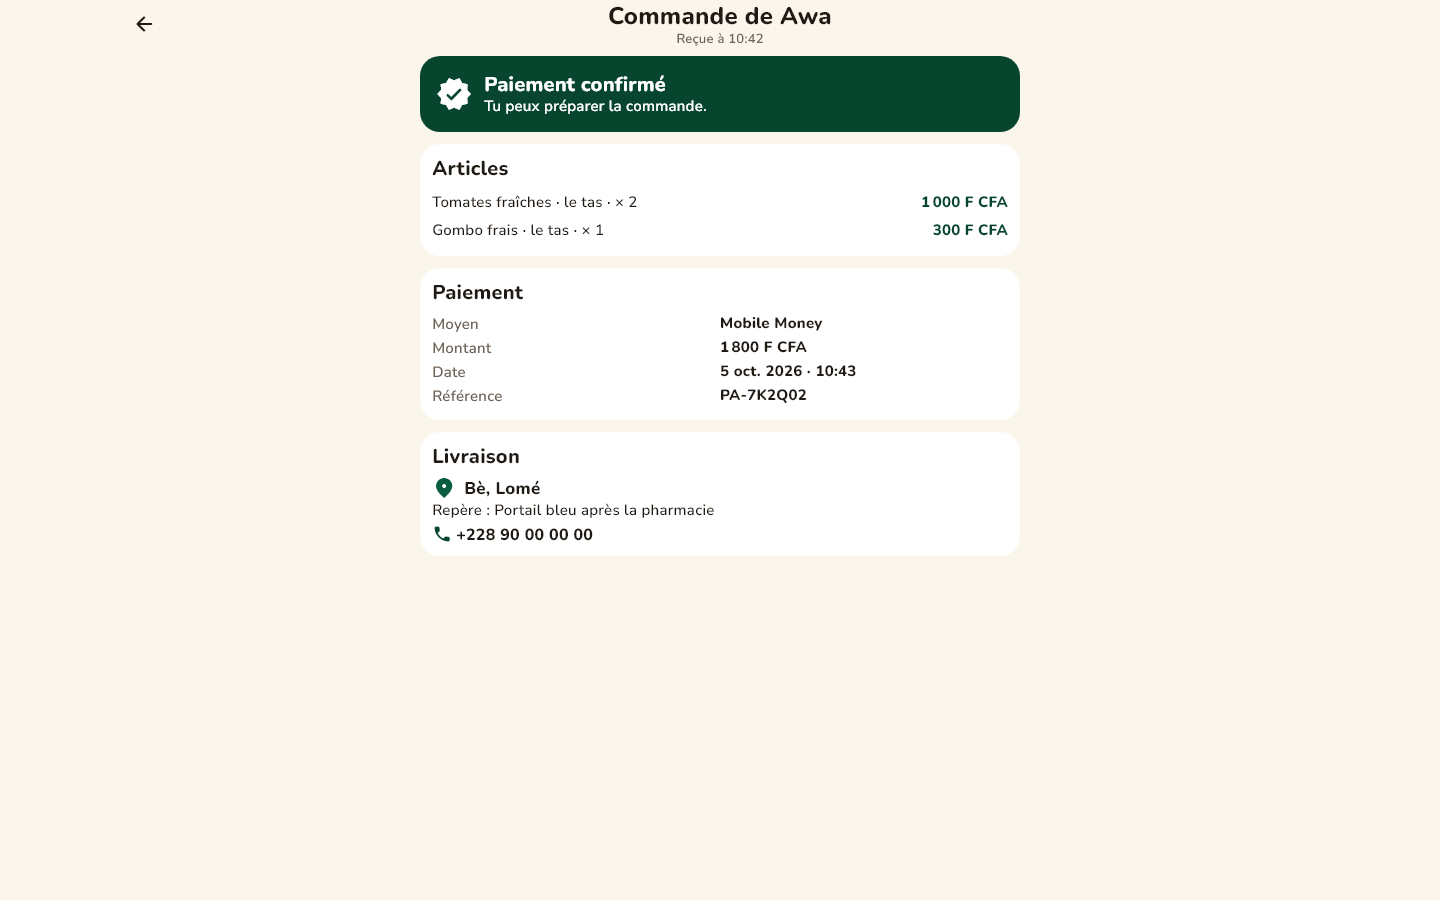 Commande de Awa
Reçue à 10:42
Paiement confirmé
Tu peux préparer la commande.
Articles
Tomates fraîches · le tas · × 2 1 000 F CFA
Gombo frais · le tas · × 1 300 F CFA
Paiement
Moyen Mobile Money
Montant 1 800 F CFA
Date 5 oct. 2026 · 10:43
Référence PA-7K2Q02
Livraison
Bè, Lomé
Repère : Portail bleu après la pharmacie
+228 90 00 00 00